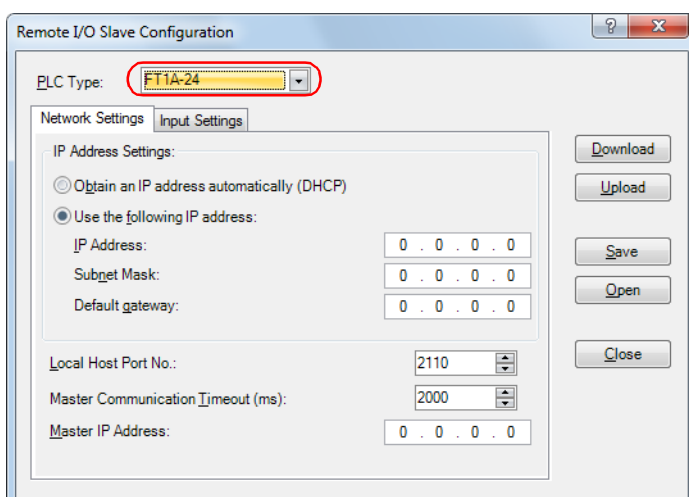 Remote I/O Slave Configuration
PLC Type: FT1A-24
Network Settings Input Settings
IP Address Settings:
Obtain an IP address automatically (DHCP)
Use the following IP address:
IP Address: 0 . 0 . 0 . 0
Subnet Mask: 0 . 0 . 0 . 0
Default gateway: 0 . 0 . 0 . 0
Local Host Port No.: 2110
Master Communication Timeout (ms): 2000
Master IP Address: 0 . 0 . 0 . 0
Download
Upload
Save
Open
Close